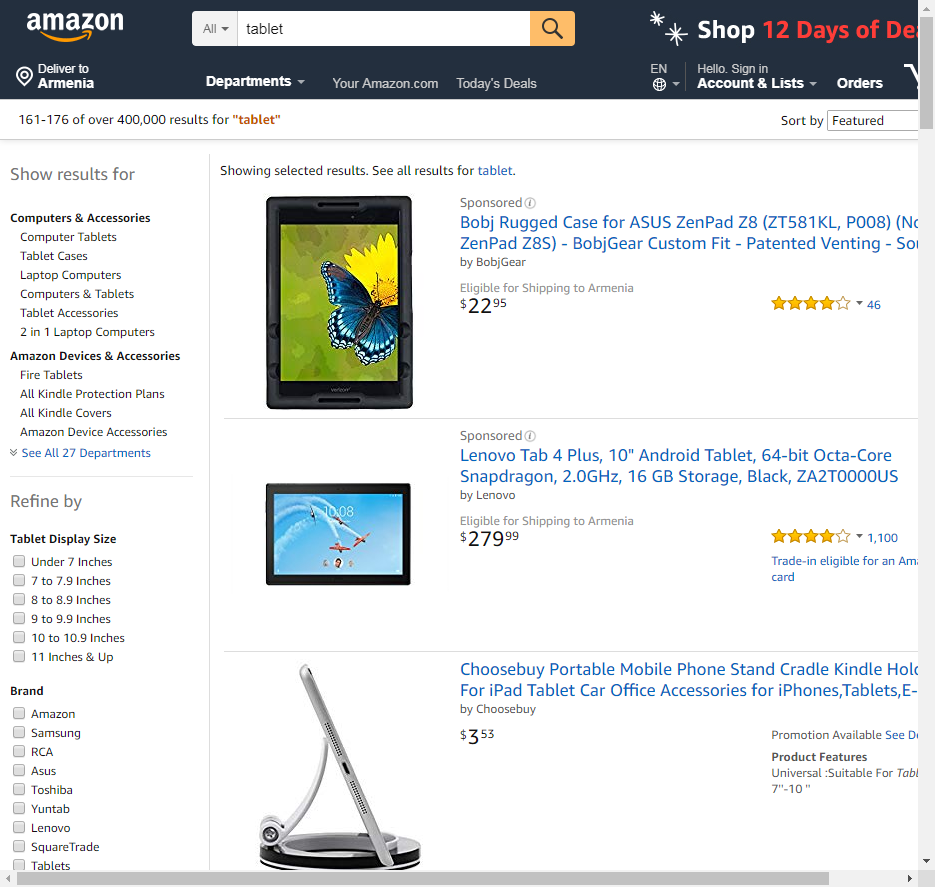 amazon
All
tablet
Shop 12 Days of De
Deliver to
Armenia
Departments
Your Amazon.com
Today's Deals
EN
Hello. Sign in
Account & Lists
Orders
161-176 of over 400,000 results for "tablet"
Sort by
Featured
Show results for
Computers & Accessories
Computer Tablets
Tablet Cases
Laptop Computers
Computers & Tablets
Tablet Accessories
2 in 1 Laptop Computers
Amazon Devices & Accessories
Fire Tablets
All Kindle Protection Plans
All Kindle Covers
Amazon Device Accessories
See All 27 Departments
Refine by
Tablet Display Size
Under 7 Inches
7 to 7.9 Inches
8 to 8.9 Inches
9 to 9.9 Inches
10 to 10.9 Inches
11 Inches & Up
Brand
Amazon
Samsung
RCA
Asus
Toshiba
Yuntab
Lenovo
SquareTrade
Tablets
Showing selected results. See all results for tablet.
Sponsored
Bobj Rugged Case for ASUS ZenPad Z8 (ZT581KL, P008) (No
ZenPad Z8S) - BobjGear Custom Fit - Patented Venting - Sou
by BobjGear
Eligible for Shipping to Armenia
$22 95
46
verizon
Sponsored
Lenovo Tab 4 Plus, 10" Android Tablet, 64-bit Octa-Core
Snapdragon, 2.0GHz, 16 GB Storage, Black, ZA2T0000US
by Lenovo
Eligible for Shipping to Armenia
$279 99
1,100
Trade-in eligible for an Ama
card
10:08
Choosebuy Portable Mobile Phone Stand Cradle Kindle Hold
For iPad Tablet Car Office Accessories for iPhones,Tablets,E-
by Choosebuy
$3 53
Promotion Available See De
Product Features
Universal :Suitable For Tabl
7"-10 "